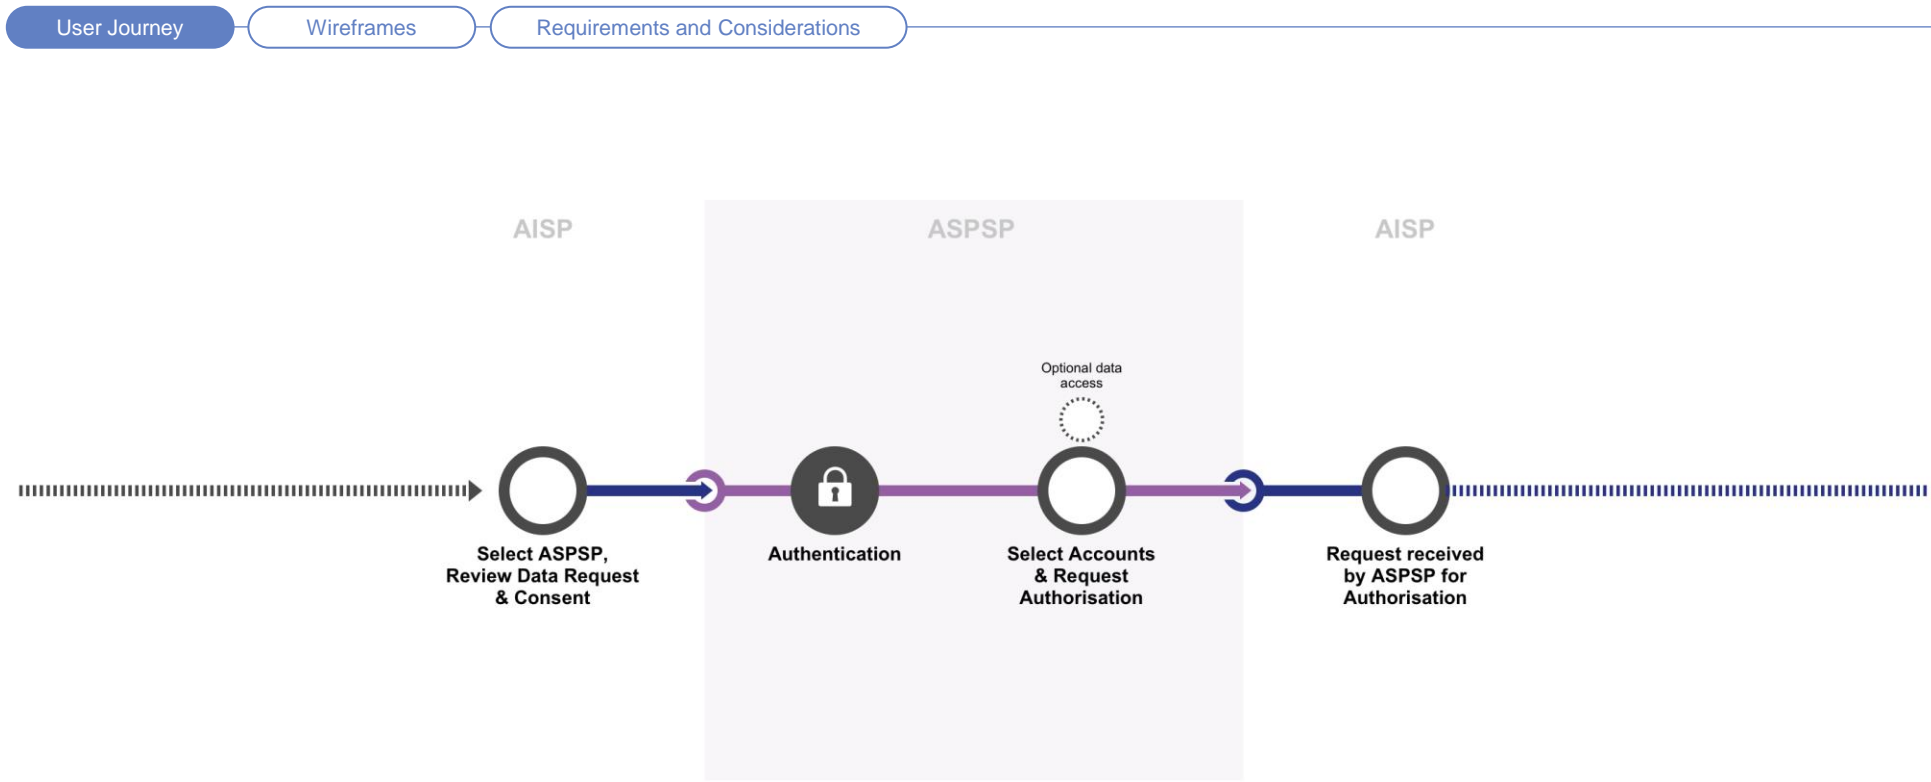 User Journey
Wireframes
Requirements and Considerations
AISP
ASPSP
AISP
Optional data
access
Select ASPSP,
Review Data Request
& Consent
Authentication
Select Accounts
& Request
Authorisation
Request received
by ASPSP for
Authorisation